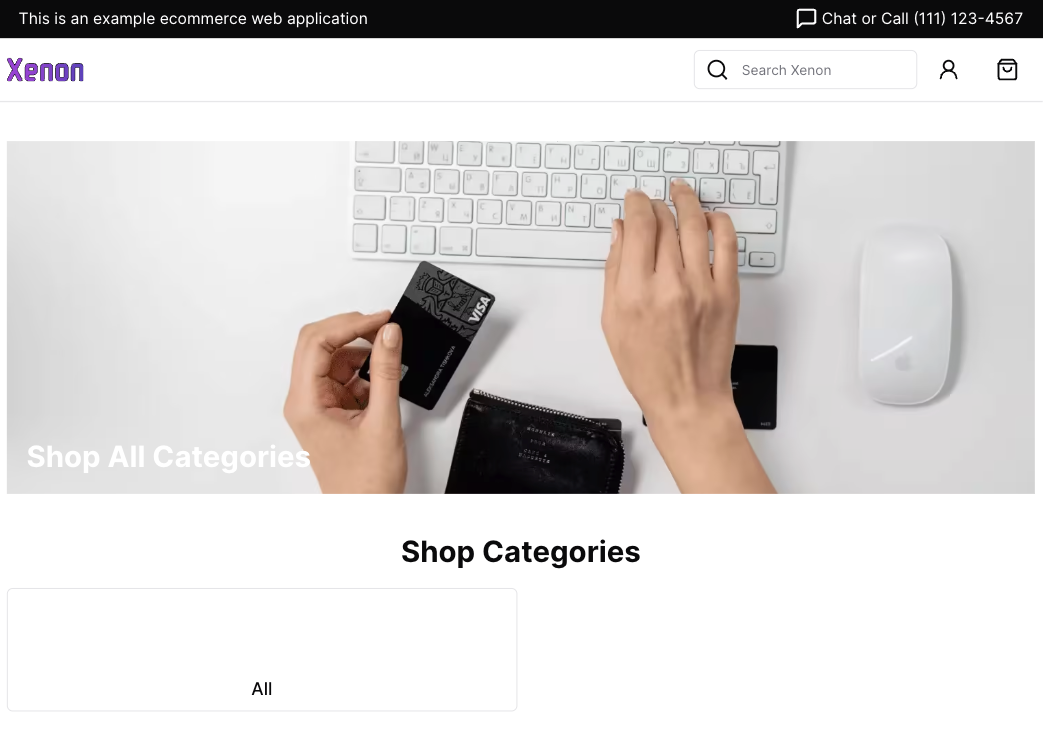 This is an example ecommerce web application
Chat or Call (111) 123-4567
Xenon
Search Xenon
VISA
Shop All Categories
Shop Categories
All